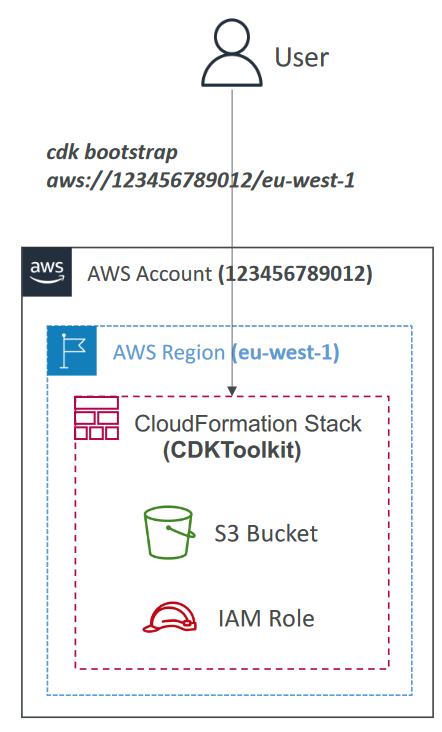 User
cdk bootstrap
aws://123456789012/eu-west-1
aws
AWS Account (123456789012)
AWS Region (eu-west-1)
CloudFormation Stack
(CDKToolkit)
S3 Bucket
IAM Role